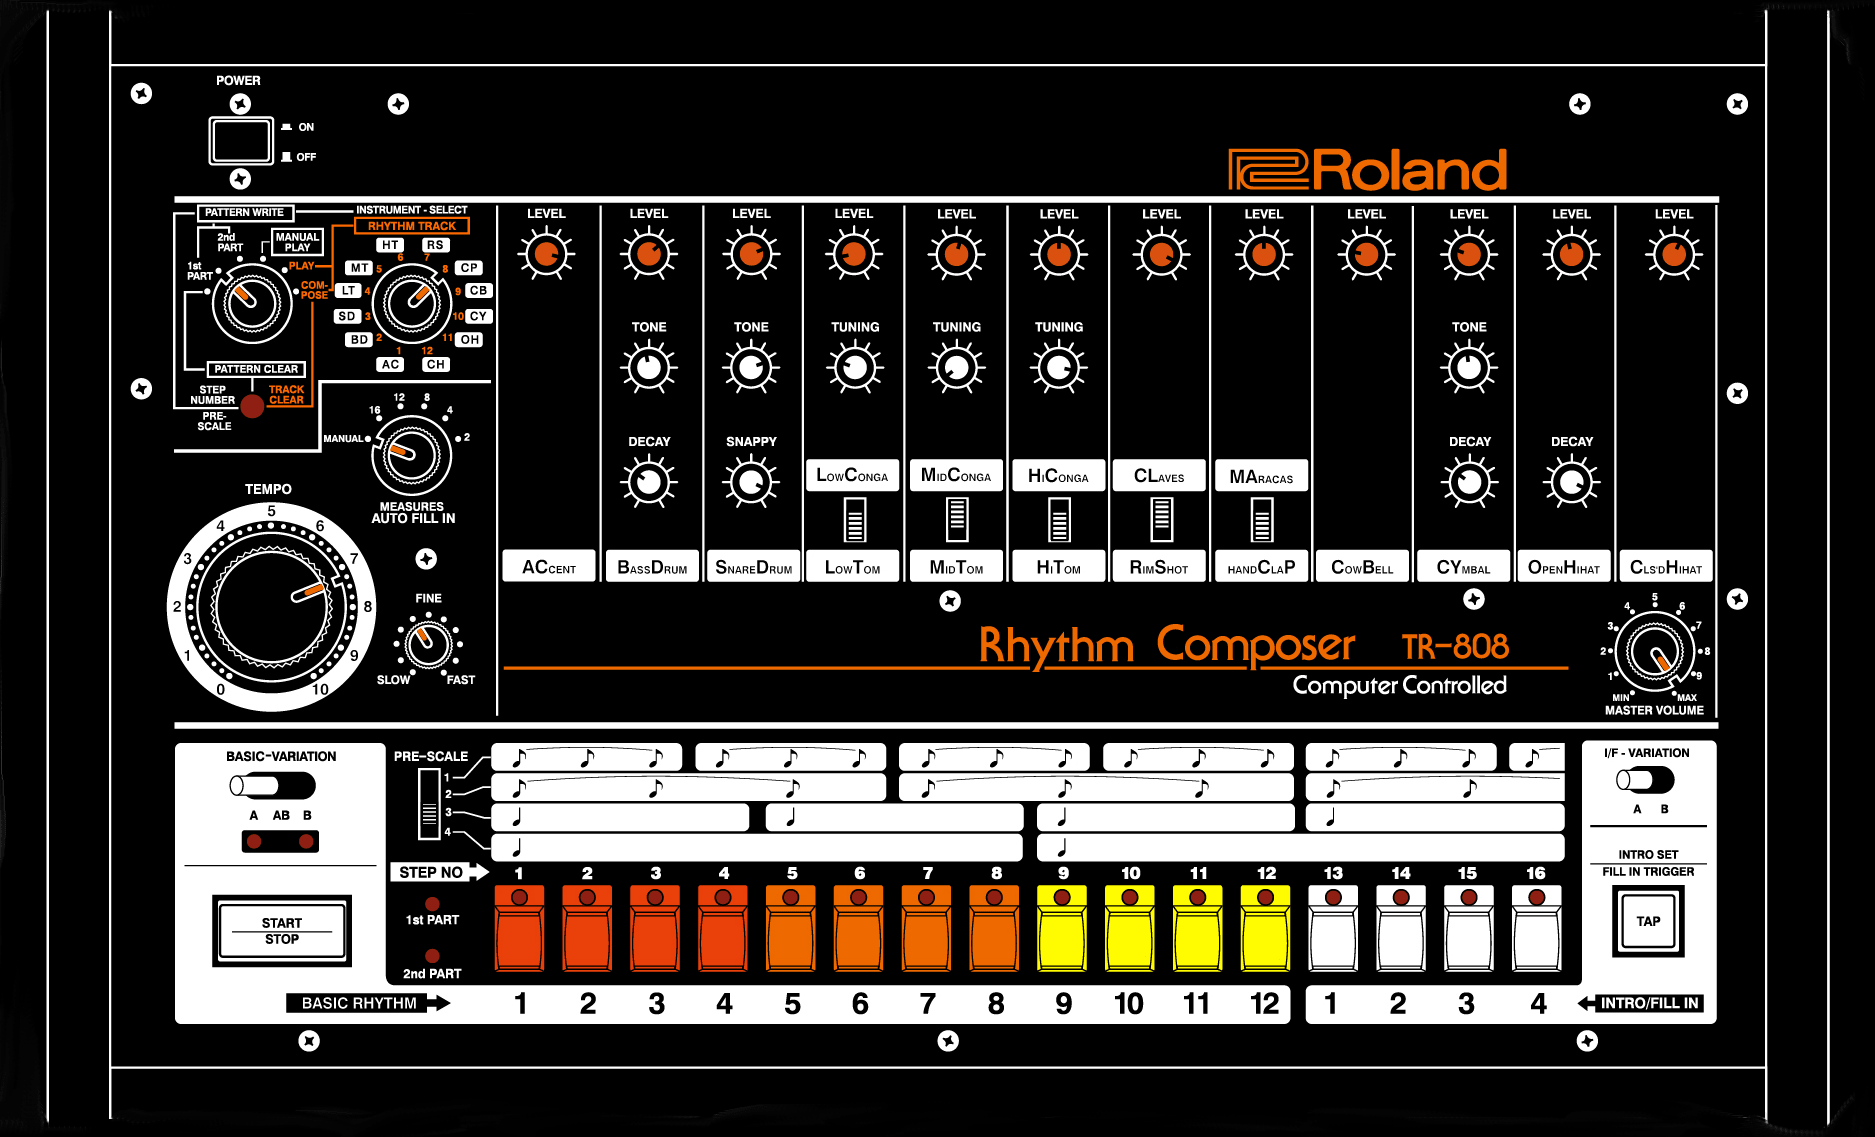 POWER
ON
OFF
Roland
PATTERN WRITE
INSTRUMENT - SELECT
RHYTHM TRACK
2nd
PART
MANUAL
PLAY
1st
PART
PLAY
COM-
POSE
HT RS
MT 5 6 7 8 CP
LT 4 9 CB
SD 3 10 CY
BD 2 11 OH
1 12
AC CH
PATTERN CLEAR
STEP
NUMBER
TRACK
CLEAR
PRE-
SCALE
12 8
16 4
MANUAL 2
MEASURES
AUTO FILL IN
TEMPO
0 1 2 3 4 5 6 7 8 9 10
FINE
SLOW FAST
LEVEL LEVEL LEVEL LEVEL LEVEL LEVEL LEVEL LEVEL LEVEL LEVEL LEVEL LEVEL
TONE TONE TUNING TUNING TUNING TONE
DECAY SNAPPY DECAY DECAY
LowConga MidConga HiConga CLaves MAracas
ACcent BassDrum SnareDrum LowTom MidTom HiTom RimShot handClaP CowBell CYmbal OpenHihat Cls'dHihat
Rhythm Composer TR-808
Computer Controlled
MIN 1 2 3 4 5 6 7 8 9 MAX
MASTER VOLUME
BASIC-VARIATION
A AB B
START
STOP
PRE-SCALE
1
2
3
4
STEP NO
1 2 3 4 5 6 7 8 9 10 11 12 13 14 15 16
1st PART
2nd PART
I/F - VARIATION
A B
INTRO SET
FILL IN TRIGGER
TAP
BASIC RHYTHM
1 2 3 4 5 6 7 8 9 10 11 12 1 2 3 4
INTRO/FILL IN